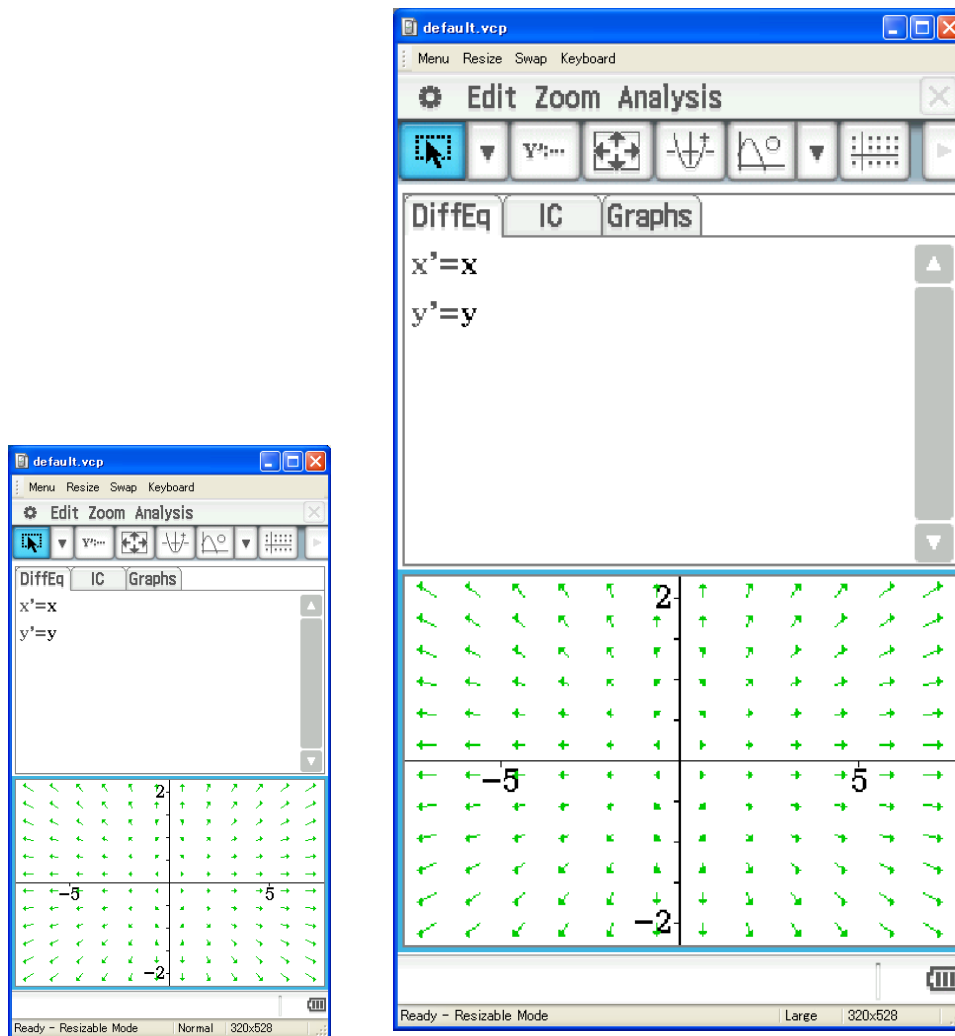 default.vcp
Menu Resize Swap Keyboard
Edit Zoom Analysis
DiffEq IC Graphs
x'=x
y'=y
2
-5 5
-2
Ready - Resizable Mode Normal 320x528
default.vcp
Menu Resize Swap Keyboard
Edit Zoom Analysis
DiffEq IC Graphs
x'=x
y'=y
2
-5 5
-2
Ready - Resizable Mode Large 320x528